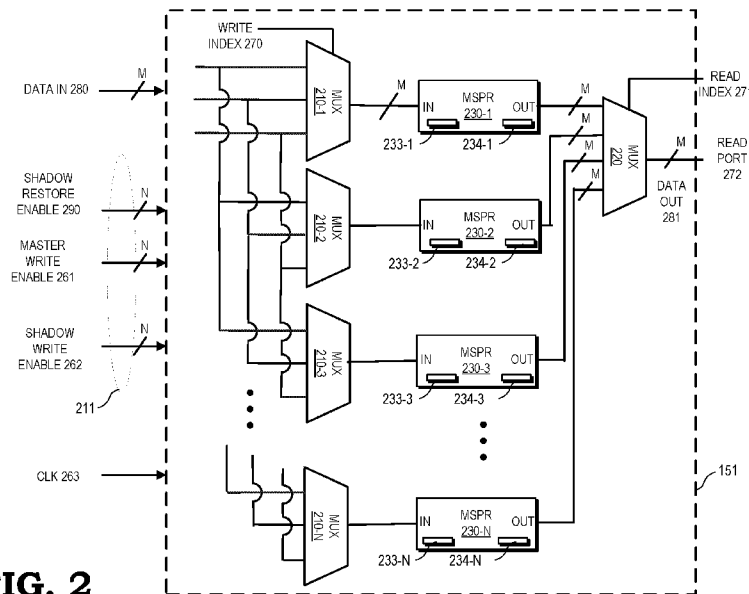 WRITE
INDEX 270
DATA IN 280
M
MUX
210-1
M
IN
MSPR
230-1
OUT
233-1
234-1
M
READ
INDEX 271
M
M
M
MUX
220
M
READ
PORT
272
DATA
OUT
281
SHADOW
RESTORE
ENABLE 290
N
MASTER
WRITE
ENABLE 261
N
SHADOW
WRITE
ENABLE 262
N
211
MUX
210-2
IN
MSPR
230-2
OUT
233-2
234-2
MUX
210-3
IN
MSPR
230-3
OUT
233-3
234-3
CLK 263
MUX
210-N
IN
MSPR
230-N
OUT
233-N
234-N
151
FIG. 2